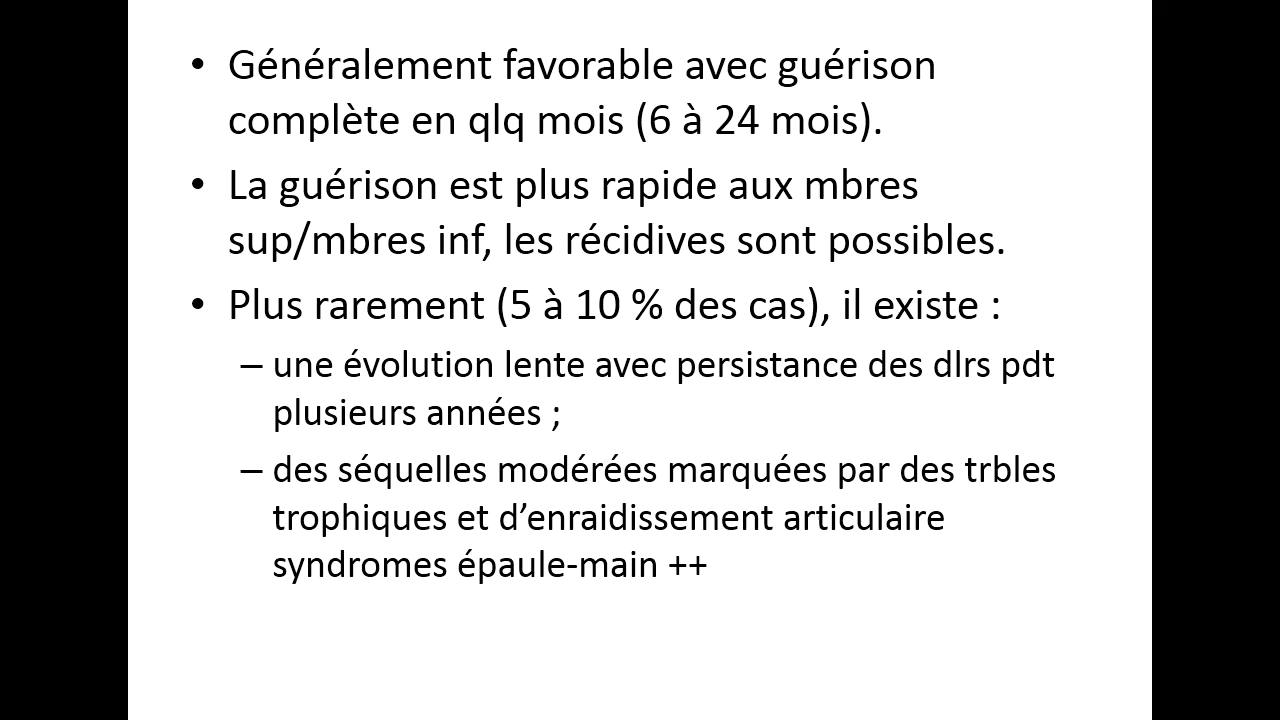 • Généralement favorable avec guérison
complète en qlq mois (6 à 24 mois).
• La guérison est plus rapide aux mbres
sup/mbres inf, les récidives sont possibles.
• Plus rarement (5 à 10 % des cas), il existe :
– une évolution lente avec persistance des dlrs pdt
plusieurs années ;
– des séquelles modérées marquées par des trbles
trophiques et d’enraidissement articulaire
syndromes épaule-main ++